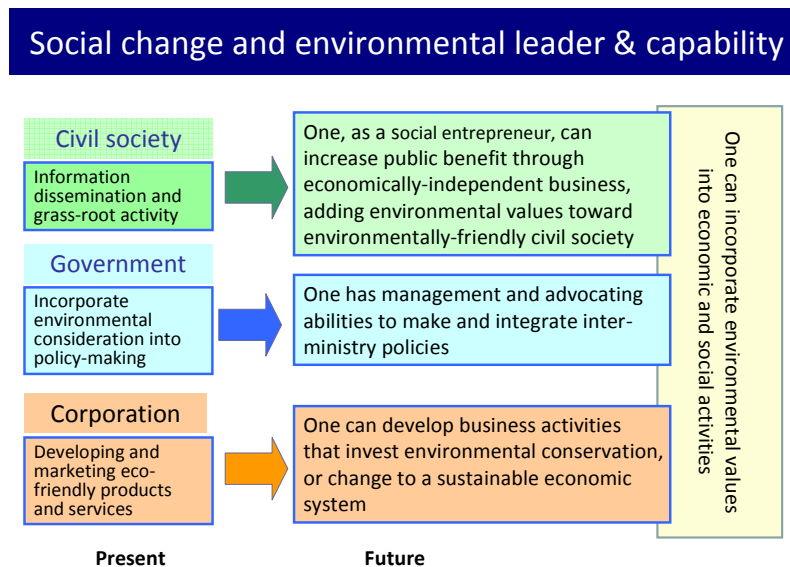 Social change and environmental leader & capability
Civil society
Information
dissemination and
grass-root activity
One, as a social entrepreneur, can
increase public benefit through
economically-independent business,
adding environmental values toward
environmentally-friendly civil society
Government
Incorporate
environmental
consideration into
policy-making
One has management and advocating
abilities to make and integrate inter-
ministry policies
Corporation
Developing and
marketing eco-
friendly products
and services
One can develop business activities
that invest environmental conservation,
or change to a sustainable economic
system
One can incorporate environmental values
into economic and social activities
Present
Future